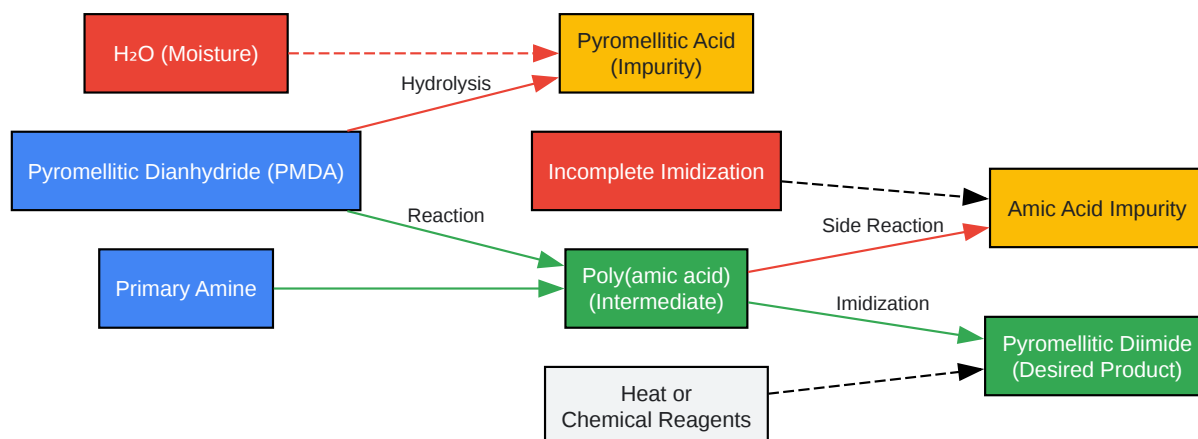 H₂O (Moisture)
Pyromellitic Acid
(Impurity)
Hydrolysis
Pyromellitic Dianhydride (PMDA)
Incomplete Imidization
Amic Acid Impurity
Reaction
Side Reaction
Primary Amine
Poly(amic acid)
(Intermediate)
Imidization
Pyromellitic Diimide
(Desired Product)
Heat or
Chemical Reagents